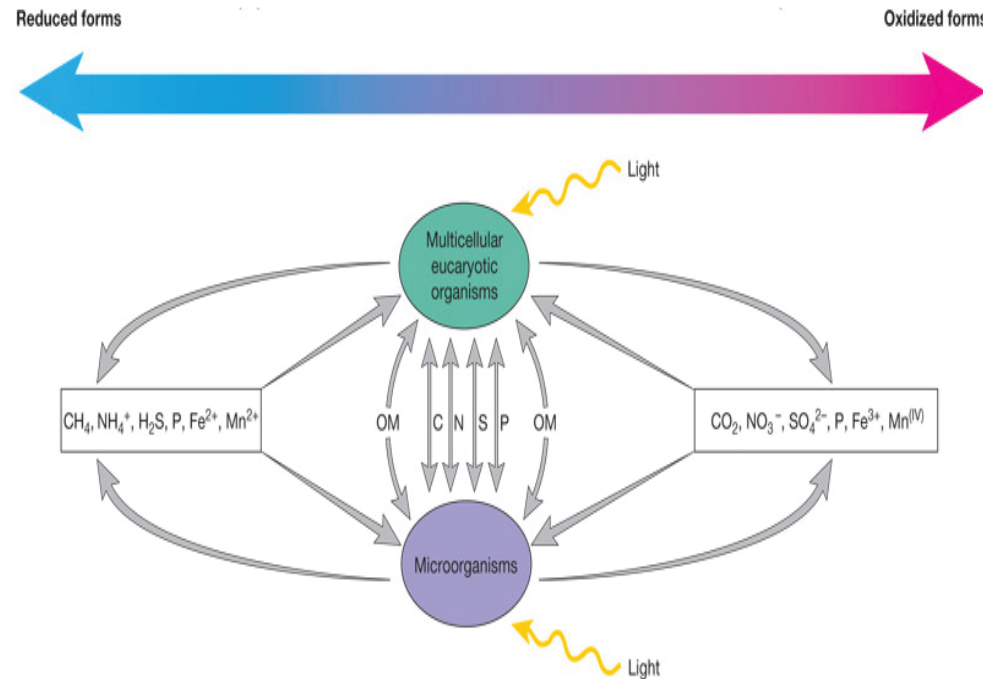 Reduced forms
Oxidized forms
Light
Multicellular
eucaryotic
organisms
CH₄, NH₄⁺, H₂S, P, Fe²⁺, Mn²⁺
OM
C
N
S
P
OM
CO₂, NO₃⁻, SO₄²⁻, P, Fe³⁺, Mn⁽ᴵⱽ⁾
Microorganisms
Light